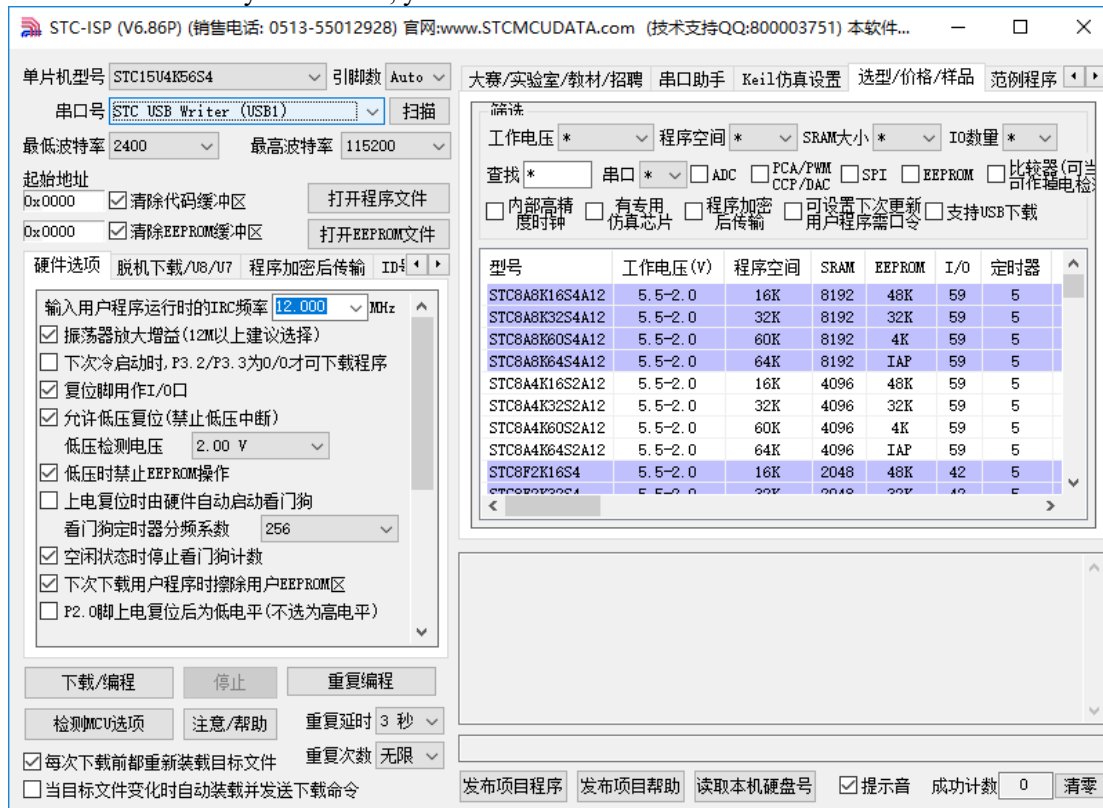 STC-ISP (V6.86P) (销售电话: 0513-55012928) 官网:www.STCMCUDATA.com (技术支持QQ:800003751) 本软件...
单片机型号 STC15U4K56S4 引脚数 Auto
串口号 STC USB Writer (USB1) 扫描
最低波特率 2400 最高波特率 115200
起始地址
0x0000 清除代码缓冲区 打开程序文件
0x0000 清除EEPROM缓冲区 打开EEPROM文件
硬件选项 脱机下载/U8/U7 程序加密后传输
输入用户程序运行时的IRC频率 12.000 MHz
振荡器放大增益(12M以上建议选择)
下次冷启动时,P3.2/P3.3为0/0才可下载程序
复位脚用作I/O口
允许低压复位(禁止低压中断)
低压检测电压 2.00 V
低压时禁止EEPROM操作
上电复位时由硬件自动启动看门狗
看门狗定时器分频系数 256
空闲状态时停止看门狗计数
下次下载用户程序时擦除用户EEPROM区
P2.0脚上电复位后为低电平(不选为高电平)
下载/编程 停止 重复编程
检测MCU选项 注意/帮助 重复延时 3 秒
每次下载前都重新装载目标文件 重复次数 无限
当目标文件变化时自动装载并发送下载命令
大赛/实验室/教材/招聘 串口助手 Keil仿真设置 选型/价格/样品 范例程序
筛选
工作电压 * 程序空间 * SRAM大小 * IO数量 *
查找 * 串口 * ADC PCA/PWM CCP/DAC SPI EEPROM 比较器(可当可作掉电检
内部高精度时钟 有专用仿真芯片 程序加密后传输 可设置下次更新用户程序需口令 支持USB下载
型号 工作电压(V) 程序空间 SRAM EEPROM I/O 定时器
STC8A8K16S4A12 5.5-2.0 16K 8192 48K 59 5
STC8A8K32S4A12 5.5-2.0 32K 8192 32K 59 5
STC8A8K60S4A12 5.5-2.0 60K 8192 4K 59 5
STC8A8K64S4A12 5.5-2.0 64K 8192 IAP 59 5
STC8A4K16S2A12 5.5-2.0 16K 4096 48K 59 5
STC8A4K32S2A12 5.5-2.0 32K 4096 32K 59 5
STC8A4K60S2A12 5.5-2.0 60K 4096 4K 59 5
STC8A4K64S2A12 5.5-2.0 64K 4096 IAP 59 5
STC8F2K16S4 5.5-2.0 16K 2048 48K 42 5
STC8F2K32S4 5.5-2.0 32K 2048 32K 42 5
发布项目程序 发布项目帮助 读取本机硬盘号 提示音 成功计数 0 清零